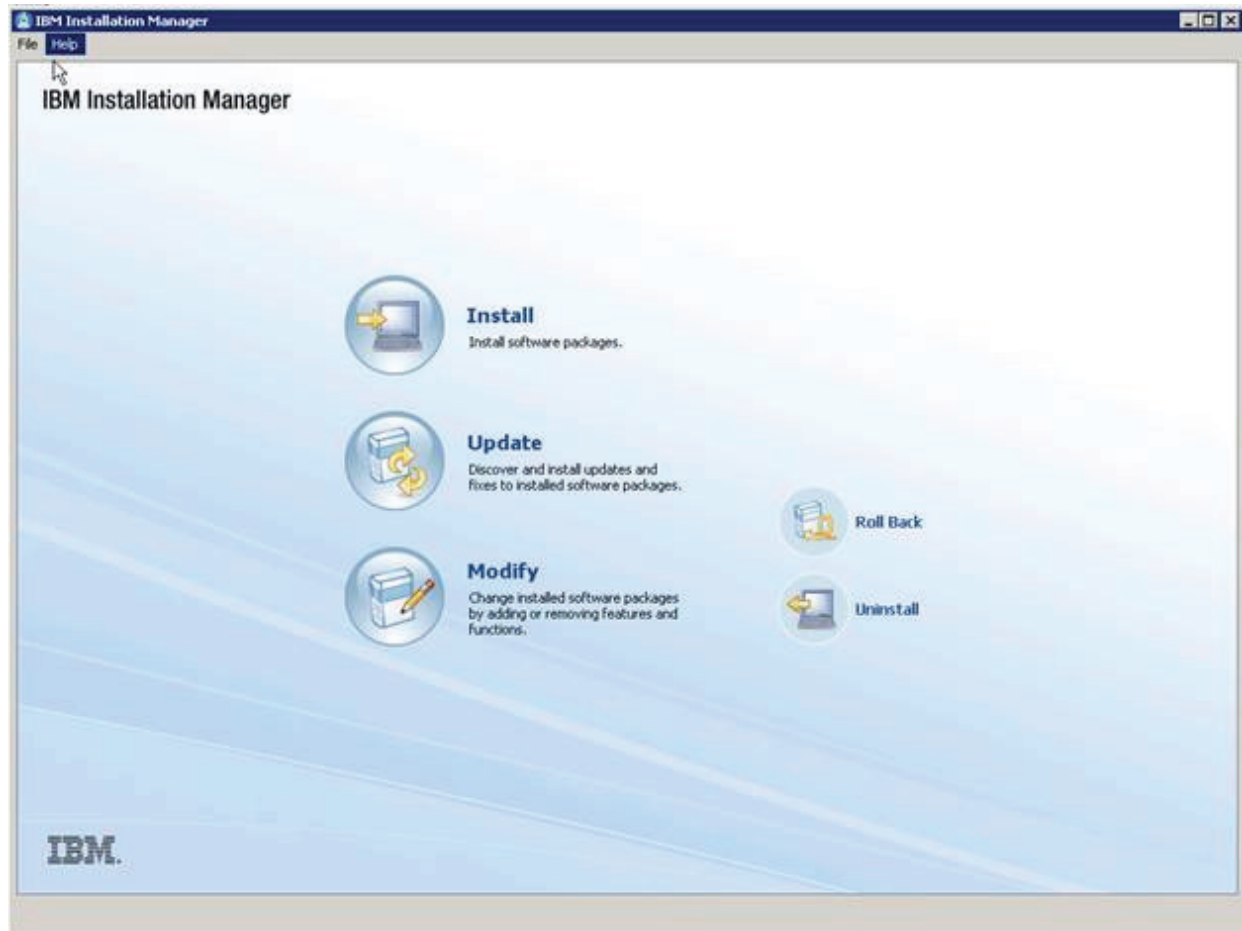 IBM Installation Manager
File Help
IBM Installation Manager
Install
Install software packages.
Update
Discover and install updates and
fixes to installed software packages.
Roll Back
Modify
Change installed software packages
by adding or removing features and
functions.
Uninstall
IBM.